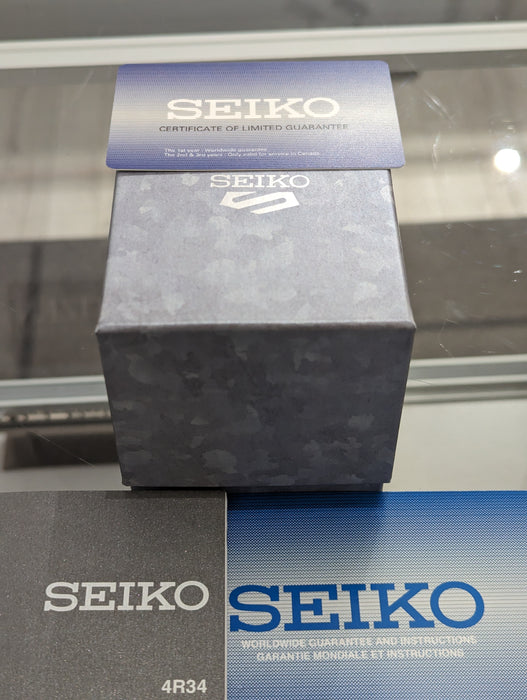 SEIKO
CERTIFICATE OF LIMITED GUARANTEE
The 1st year : Worldwide guarantee
The 2nd & 3rd years : Only valid for service in Canada
SEIKO
SEIKO
4R34
SEIKO
WORLDWIDE GUARANTEE AND INSTRUCTIONS
GARANTIE MONDIALE ET INSTRUCTIONS